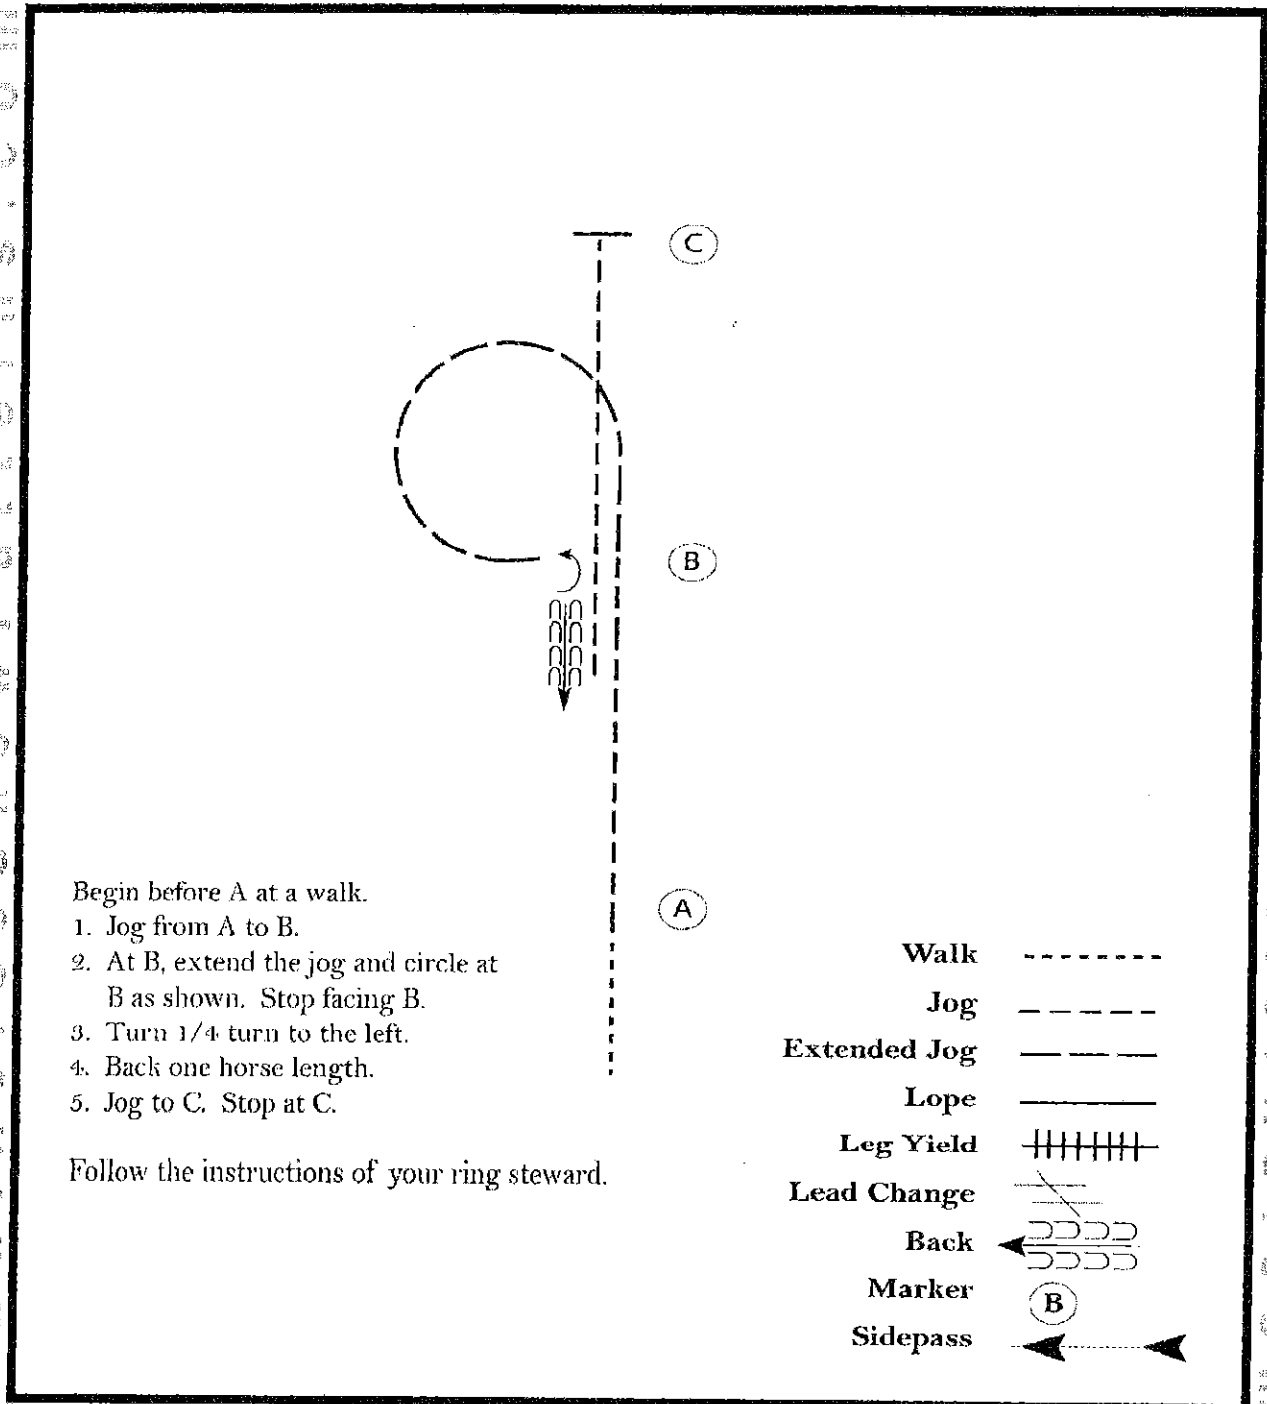 C
B
A
Begin before A at a walk.
1. Jog from A to B.
2. At B, extend the jog and circle at
B as shown. Stop facing B.
3. Turn 1/4 turn to the left.
4. Back one horse length.
5. Jog to C. Stop at C.
Follow the instructions of your ring steward.
Walk
Jog
Extended Jog
Lope
Leg Yield
Lead Change
Back
Marker B
Sidepass